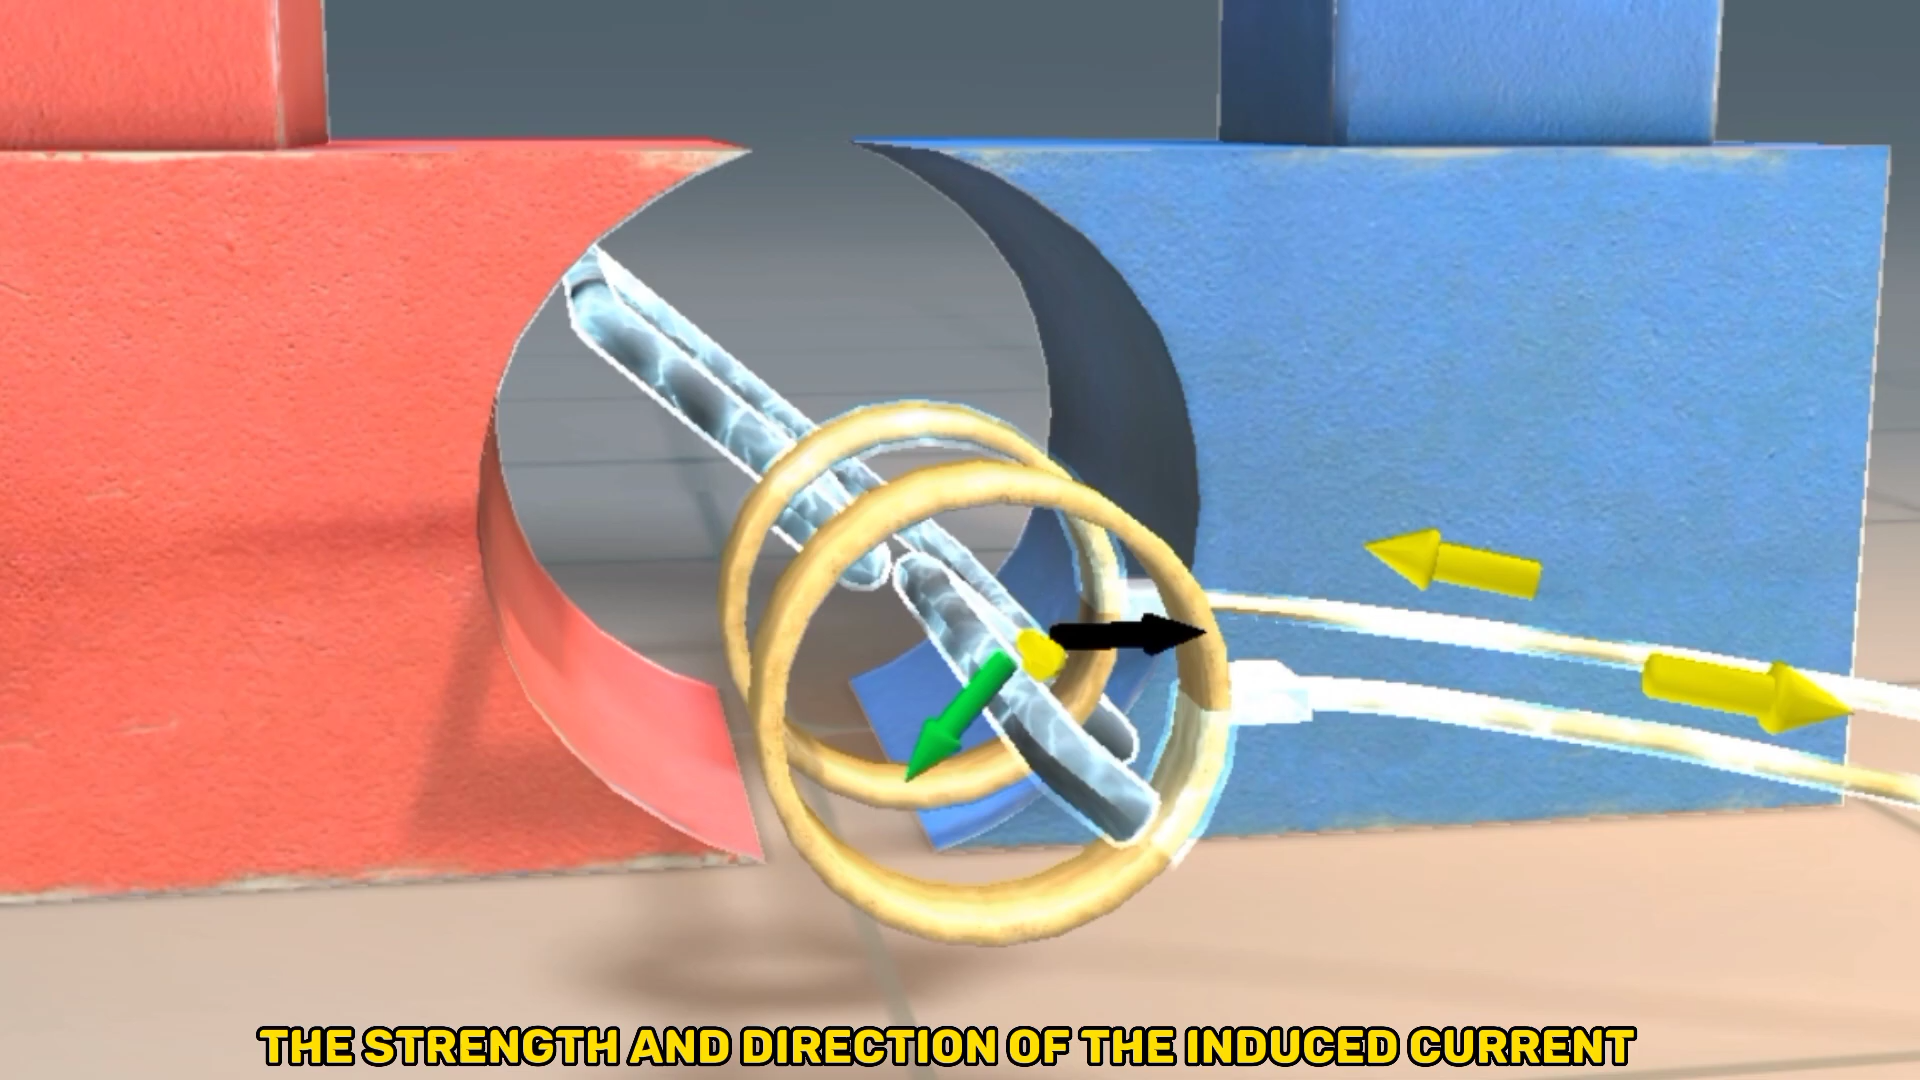 THE STRENGTH AND DIRECTION OF THE INDUCED CURRENT